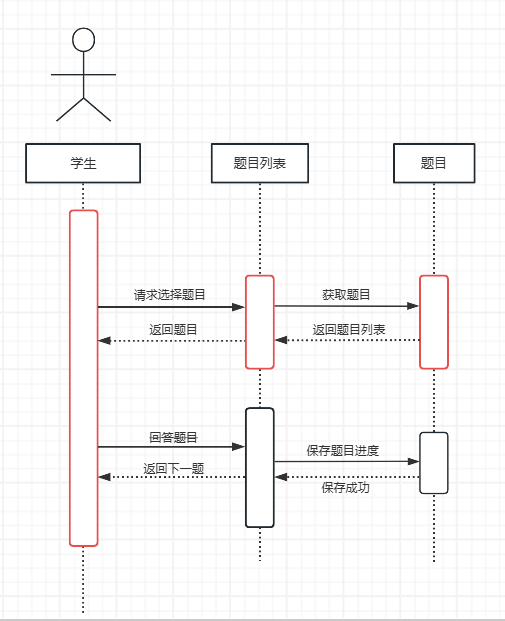 学生
题目列表
题目
请求选择题目
获取题目
返回题目
返回题目列表
回答题目
保存题目进度
返回下一题
保存成功